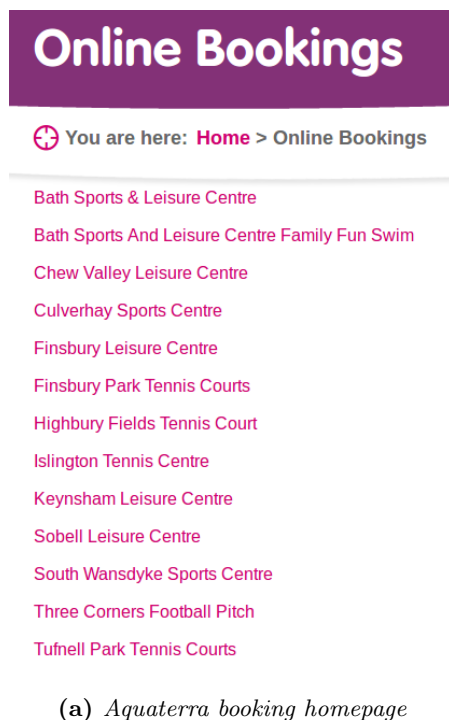 Online Bookings
You are here: Home > Online Bookings
Bath Sports & Leisure Centre
Bath Sports And Leisure Centre Family Fun Swim
Chew Valley Leisure Centre
Culverhay Sports Centre
Finsbury Leisure Centre
Finsbury Park Tennis Courts
Highbury Fields Tennis Court
Islington Tennis Centre
Keynsham Leisure Centre
Sobell Leisure Centre
South Wansdyke Sports Centre
Three Corners Football Pitch
Tufnell Park Tennis Courts
(a) Aquaterra booking homepage